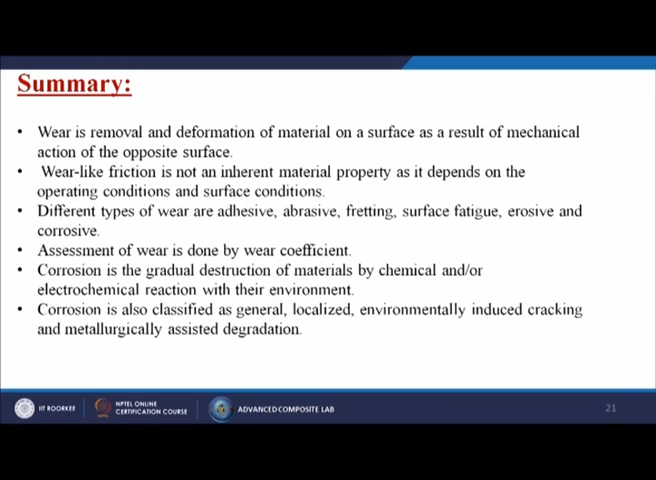 Summary:
• Wear is removal and deformation of material on a surface as a result of mechanical
action of the opposite surface.
• Wear-like friction is not an inherent material property as it depends on the
operating conditions and surface conditions.
• Different types of wear are adhesive, abrasive, fretting, surface fatigue, erosive and
corrosive.
• Assessment of wear is done by wear coefficient.
• Corrosion is the gradual destruction of materials by chemical and/or
electrochemical reaction with their environment.
• Corrosion is also classified as general, localized, environmentally induced cracking
and metallurgically assisted degradation.
IIT ROORKEE
NPTEL ONLINE
CERTIFICATION COURSE
ADVANCED COMPOSITE LAB
21